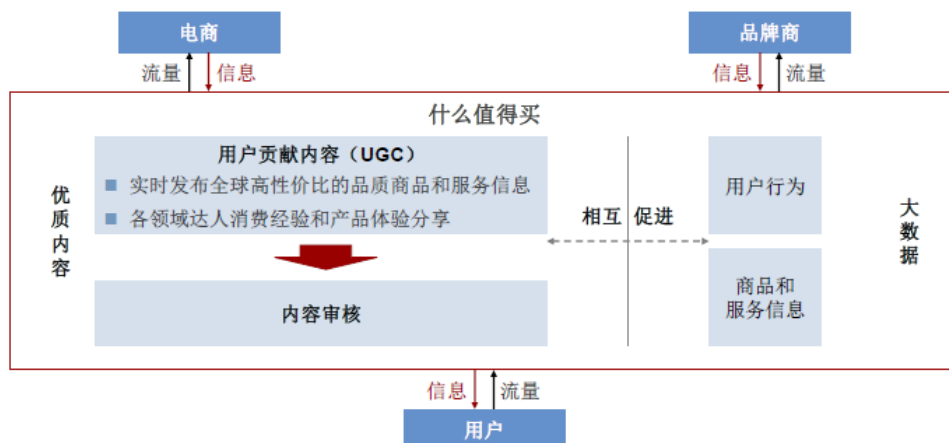 电商
品牌商
流量
信息
信息
流量
什么值得买
优质内容
用户贡献内容（UGC）
实时发布全球高性价比的品质商品和服务信息
各领域达人消费经验和产品体验分享
内容审核
相互
促进
用户行为
商品和
服务信息
大数据
信息
流量
用户